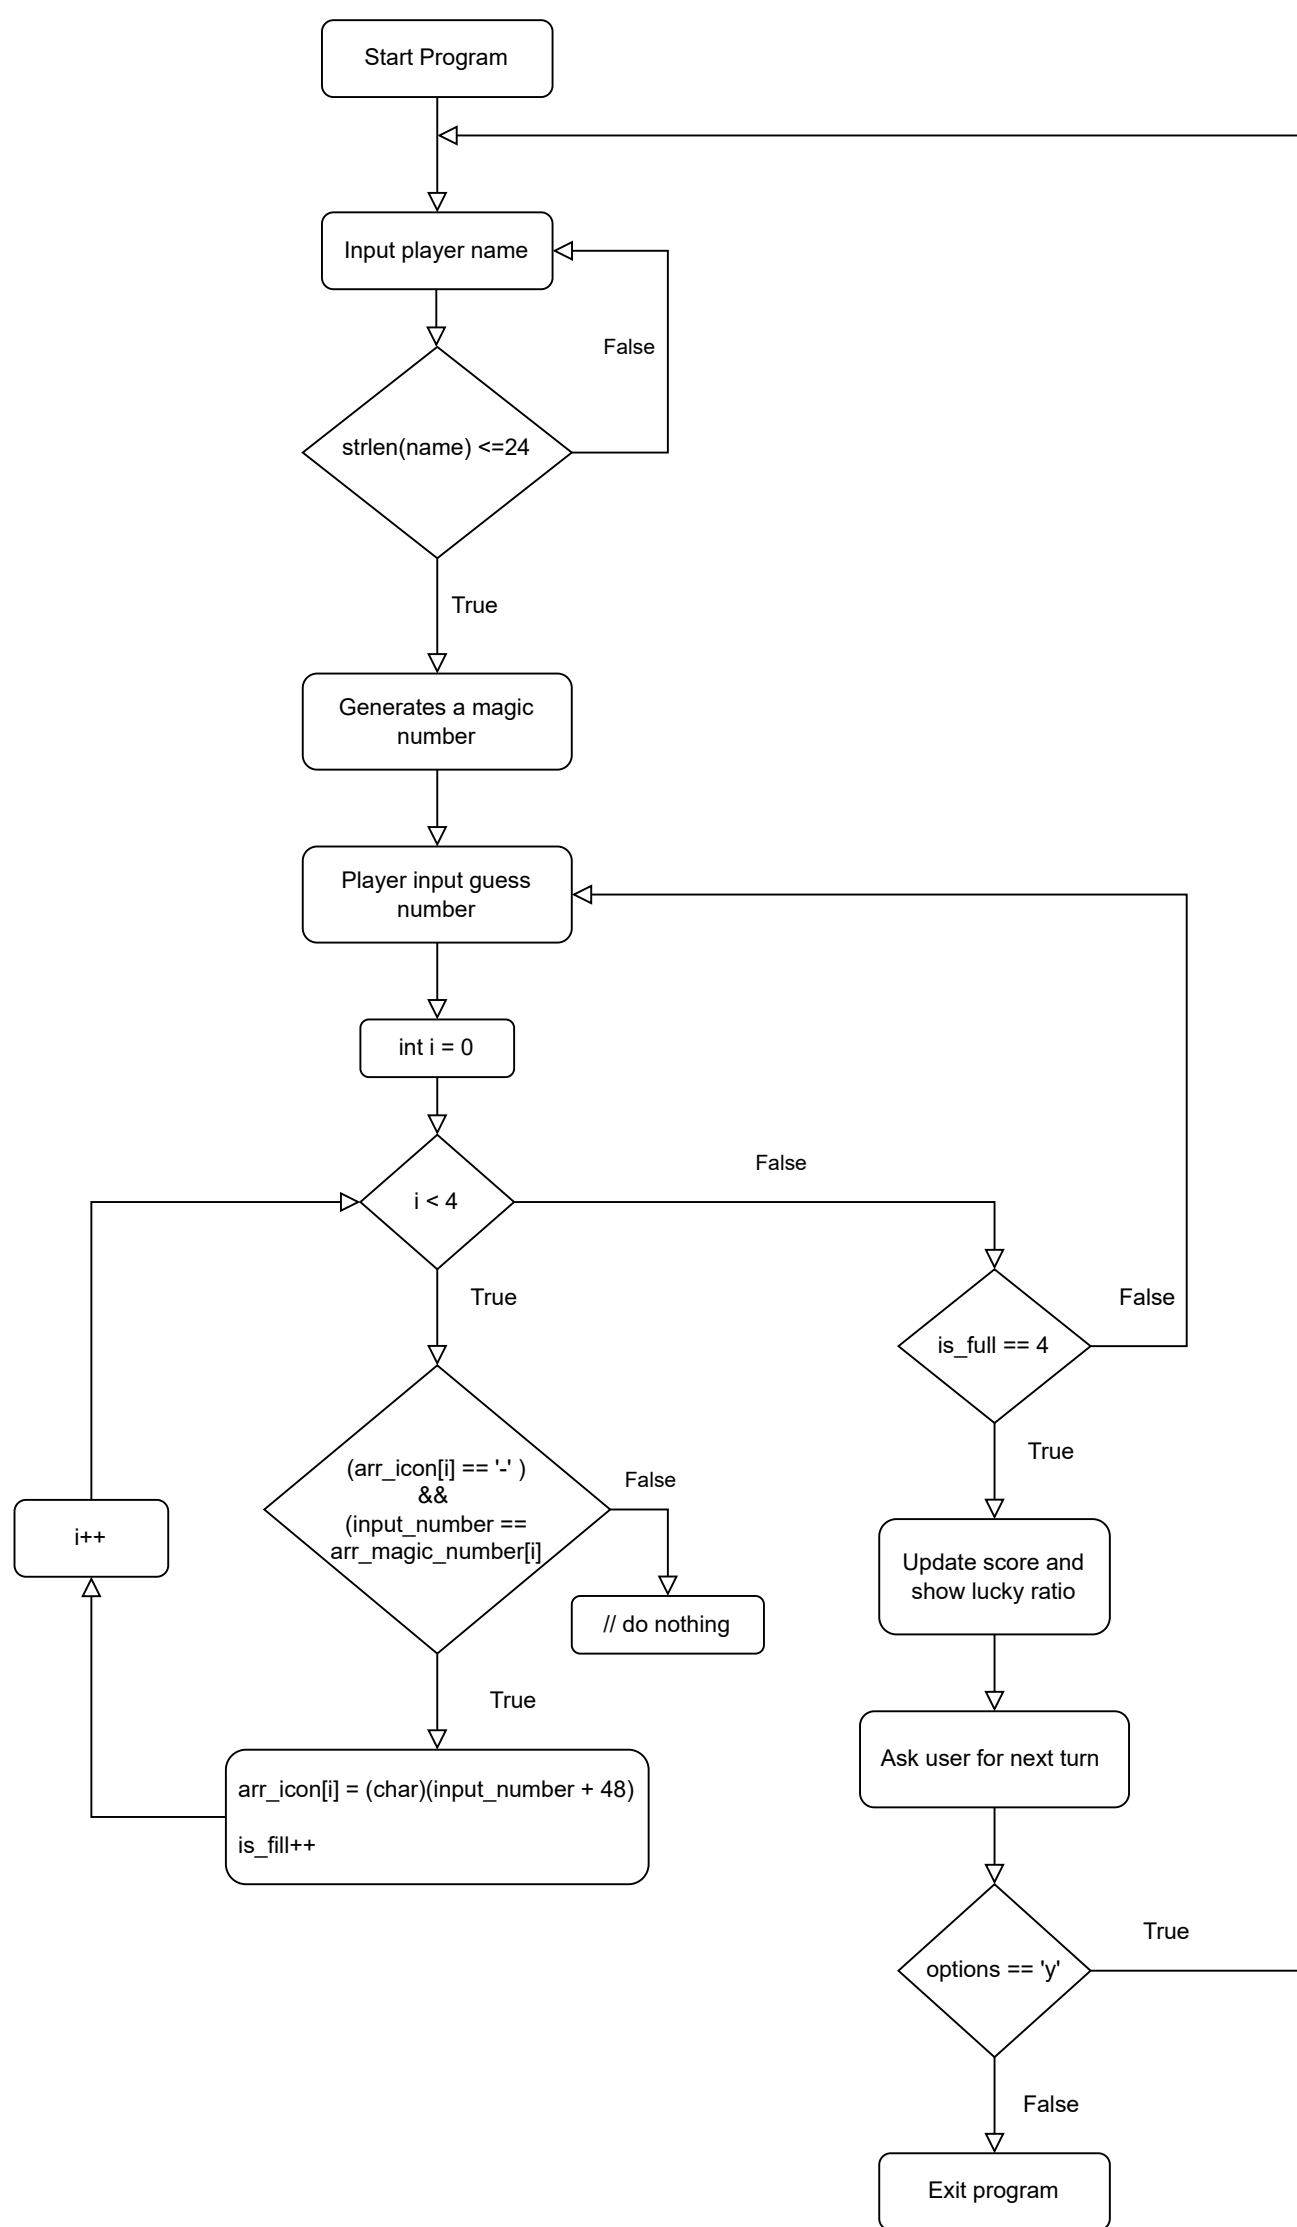 Start Program
Input player name
False
strlen(name) <=24
True
Generates a magic
number
Player input guess
number
int i = 0
False
i < 4
True
False
is_full == 4
True
(arr_icon[i] == '-' )
&&
(input_number ==
arr_magic_number[i]
False
i++
// do nothing
Update score and
show lucky ratio
True
Ask user for next turn
arr_icon[i] = (char)(input_number + 48)
is_fill++
True
options == 'y'
False
Exit program